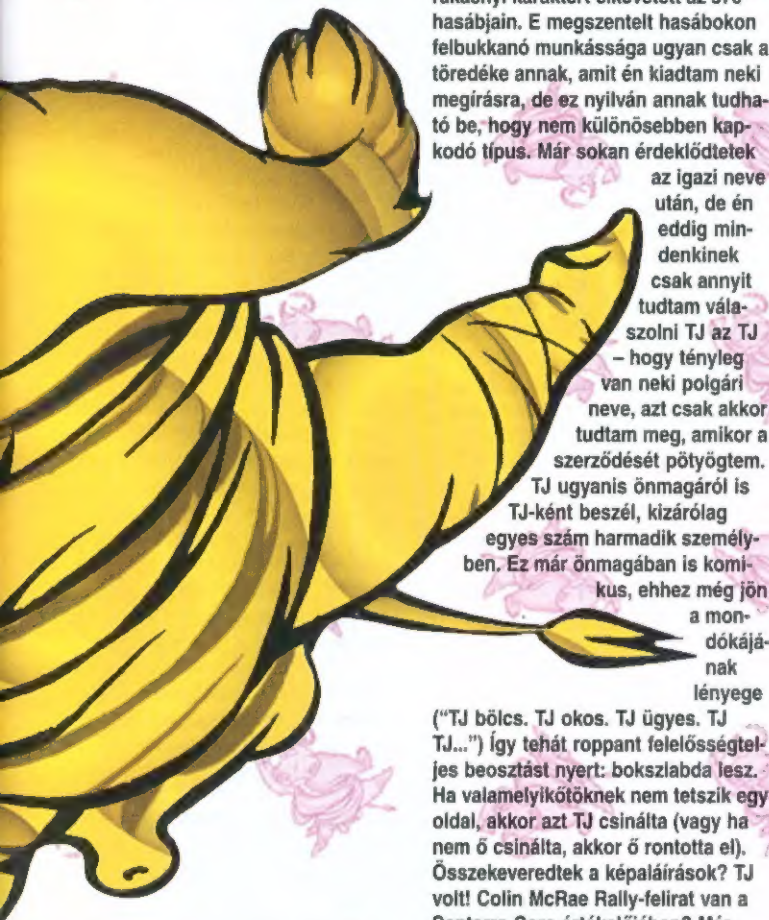 hasábjain. E megszentelt hasábokon
felbukkanó munkássága ugyan csak a
töredéke annak, amit én kiadtam neki
megírásra, de ez nyilván annak tudha-
tó be, hogy nem különösebben kap-
kodó típus. Már sokan érdeklődtetek
az igazi neve
után, de én
eddig min-
denkinek
csak annyit
tudtam vála-
szolni TJ az TJ
– hogy tényleg
van neki polgári
neve, azt csak akkor
tudtam meg, amikor a
szerződését pötyögtem.
TJ ugyanis önmagáról is
TJ-ként beszél, kizárólag
egyes szám harmadik személy-
ben. Ez már önmagában is komi-
kus, ehhez még jön
a mon-
dókájá-
nak
lényege
("TJ bölcs. TJ okos. TJ ügyes. TJ
TJ...") Így tehát roppant felelősségtel-
jes beosztást nyert: bokszlabda lesz.
Ha valamelyikőtöknek nem tetszik egy
oldal, akkor azt TJ csinálta (vagy ha
nem ő csinálta, akkor ő rontotta el).
Összekeveredtek a képaláírások? TJ
volt! Colin McRae Rally-felirat van a